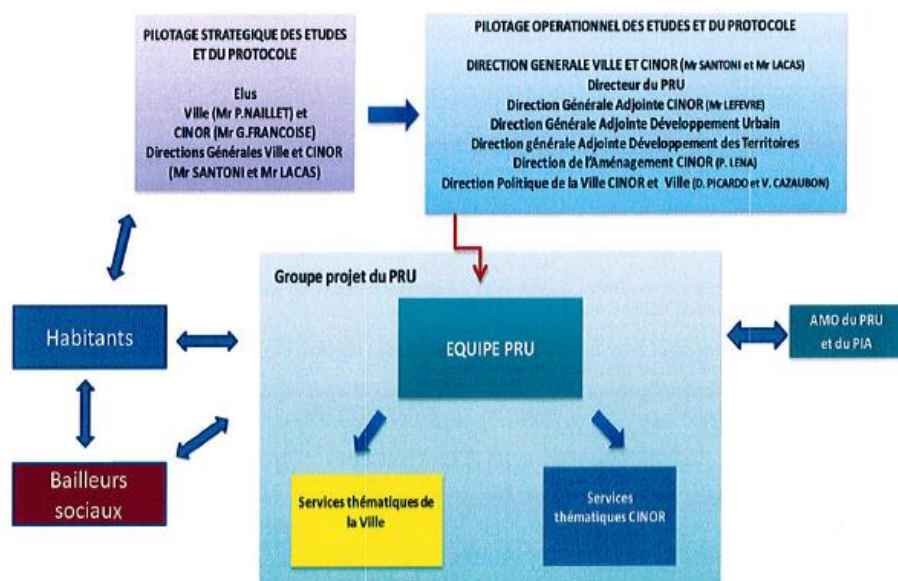 PILOTAGE STRATEGIQUE DES ETUDES
ET DU PROTOCOLE
Elus
Ville (Mr P.NAILLET) et
CINOR (Mr G.FRANCOISE)
Directions Générales Ville et CINOR
(Mr SANTONI et Mr LACAS)
PILOTAGE OPERATIONNEL DES ETUDES ET DU PROTOCOLE
DIRECTION GENERALE VILLE ET CINOR (Mr SANTONI et Mr LACAS)
Directeur du PRU
Direction Générale Adjointe CINOR (Mr LEFEVRE)
Direction Générale Adjointe Développement Urbain
Direction générale Adjointe Développement des Territoires
Direction de l'Aménagement CINOR (P. LENA)
Direction Politique de la Ville CINOR et Ville (D. PICARDO et V. CAZAUBON)
Groupe projet du PRU
Habitants
EQUIPE PRU
AMO du PRU
et du PIA
Bailleurs
sociaux
Services thématiques de
la Ville
Services
thématiques CINOR